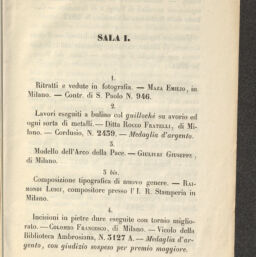 SALA I.
1.
Ritratti e vedute in fotografia. — MAZA EMILIO, in
Milano. — Contr. di S. Paolo N. 946.
2.
Lavori eseguiti a bulino col guilloché su avorio ed
ogni sorta di metalli. — Ditta ROCCO FRATELLI, di Mi-
lano. — Cordusio, N. 2459. — Medaglia d'argento.
3.
Modello dell'Arco della Pace. — GIUSEPPE,
di Milano.
3 bis.
Composizione tipografica di nuovo genere. — RAI-
MONDI LUIGI, compositore presso l' I. R. Stamperia in
Milano.
4.
Incisioni in pietre dure eseguite con tornio miglio-
rato. — COLOMBO FRANCESCO, di Milano. — Vicolo della
Biblioteca Ambrosiana, N. 3127 A. — Medaglia d'ar-
gento, con giudizio sospeso per premio maggiore.